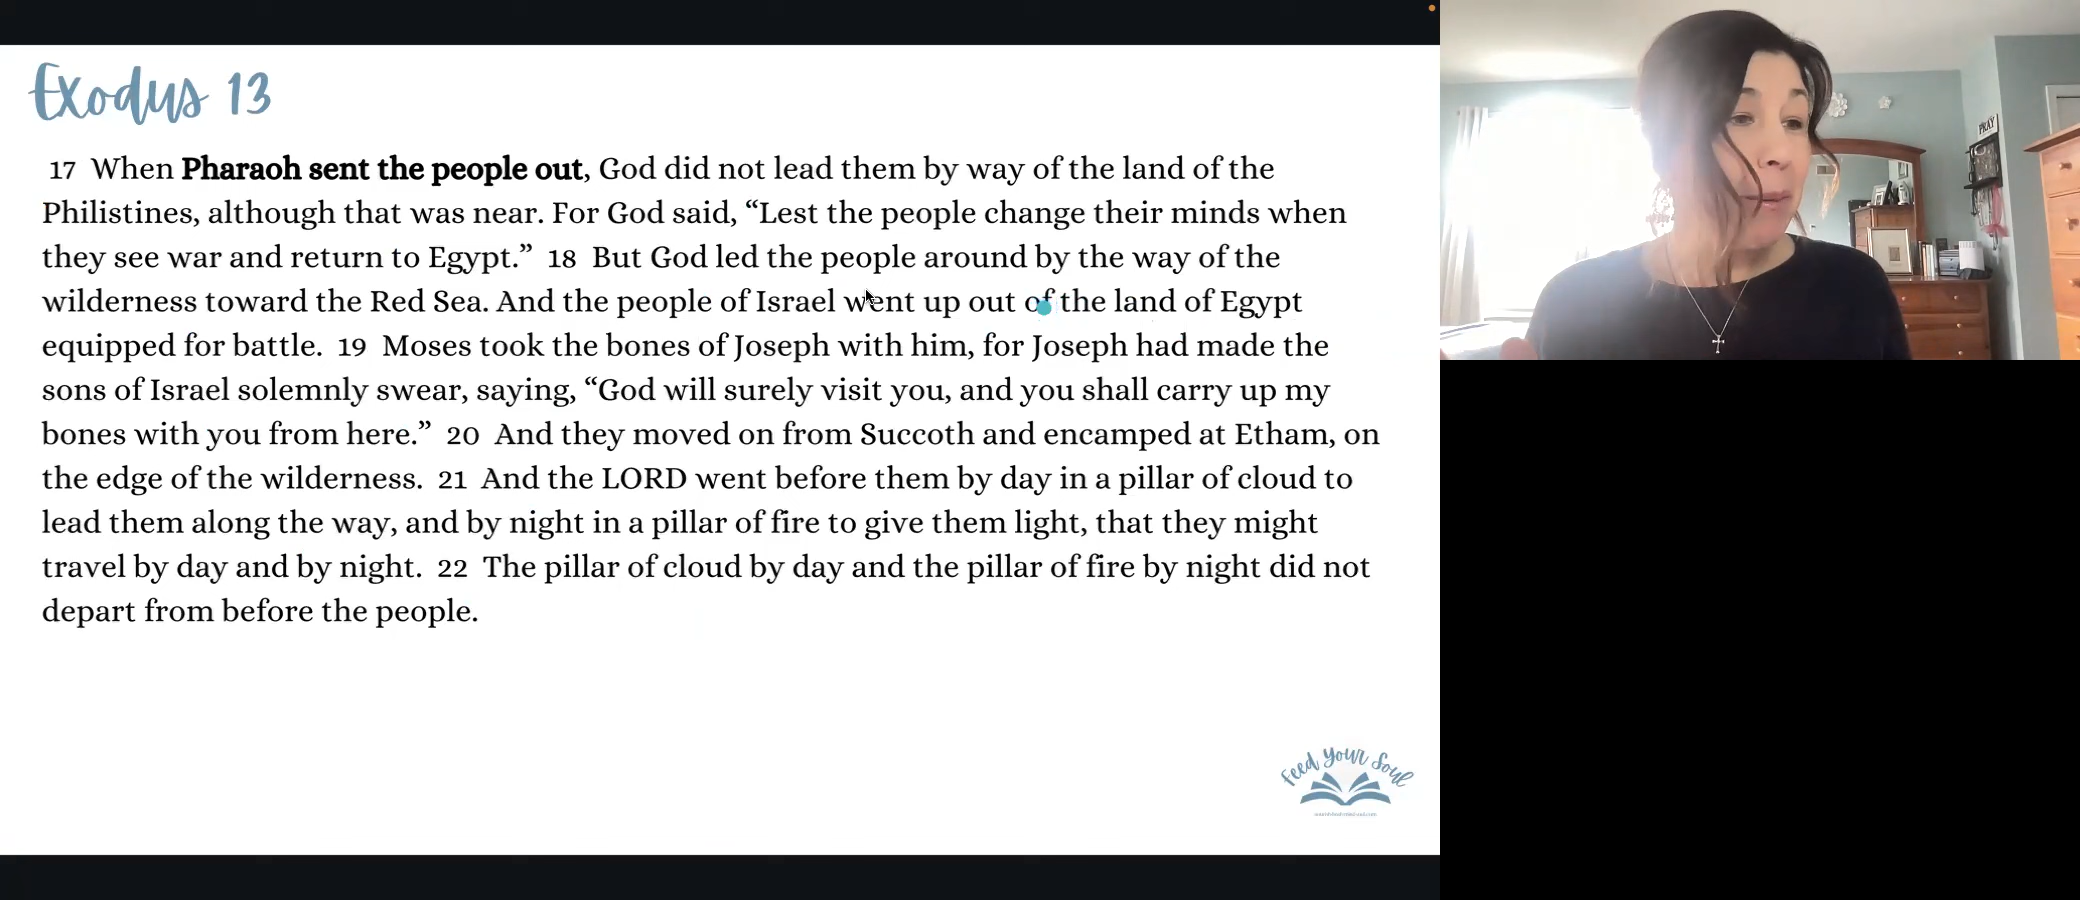 Exodus 13
17 When Pharaoh sent the people out, God did not lead them by way of the land of the
Philistines, although that was near. For God said, “Lest the people change their minds when
they see war and return to Egypt.” 18 But God led the people around by the way of the
wilderness toward the Red Sea. And the people of Israel went up out of the land of Egypt
equipped for battle. 19 Moses took the bones of Joseph with him, for Joseph had made the
sons of Israel solemnly swear, saying, “God will surely visit you, and you shall carry up my
bones with you from here.” 20 And they moved on from Succoth and encamped at Etham, on
the edge of the wilderness. 21 And the LORD went before them by day in a pillar of cloud to
lead them along the way, and by night in a pillar of fire to give them light, that they might
travel by day and by night. 22 The pillar of cloud by day and the pillar of fire by night did not
depart from before the people.
Feed Your Soul
PRAY